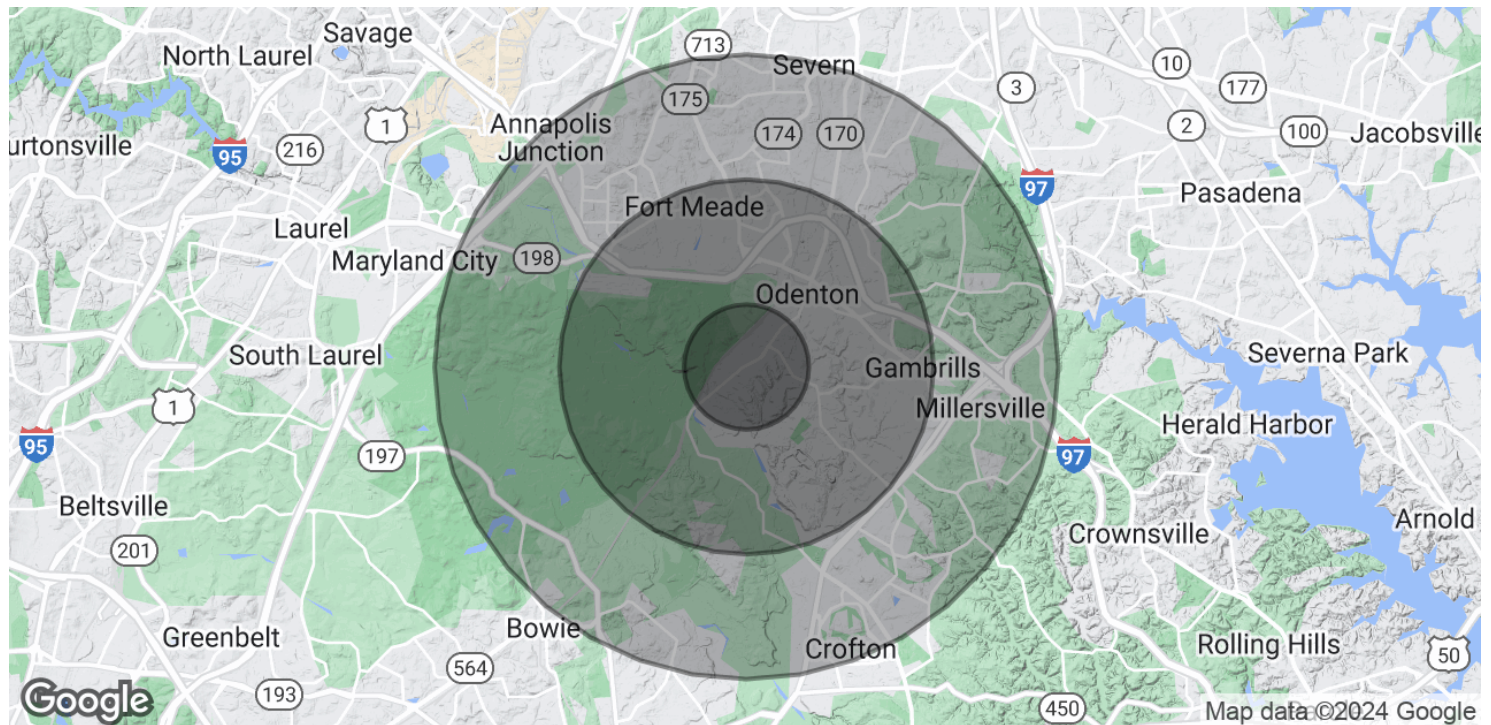 Savage
North Laurel
713
Severn
10
177
175
3
1
Annapolis
Junction
174
170
2
100
Jacobsville
urtonsville
216
95
97
Pasadena
Fort Meade
Laurel
Maryland City
198
Odenton
South Laurel
Gambrills
Severna Park
1
Millersville
Herald Harbor
95
197
97
Beltsville
Arnold
201
Crownsville
Greenbelt
Bowie
Crofton
Rolling Hills
50
564
193
450
Google
Map data ©2024 Google